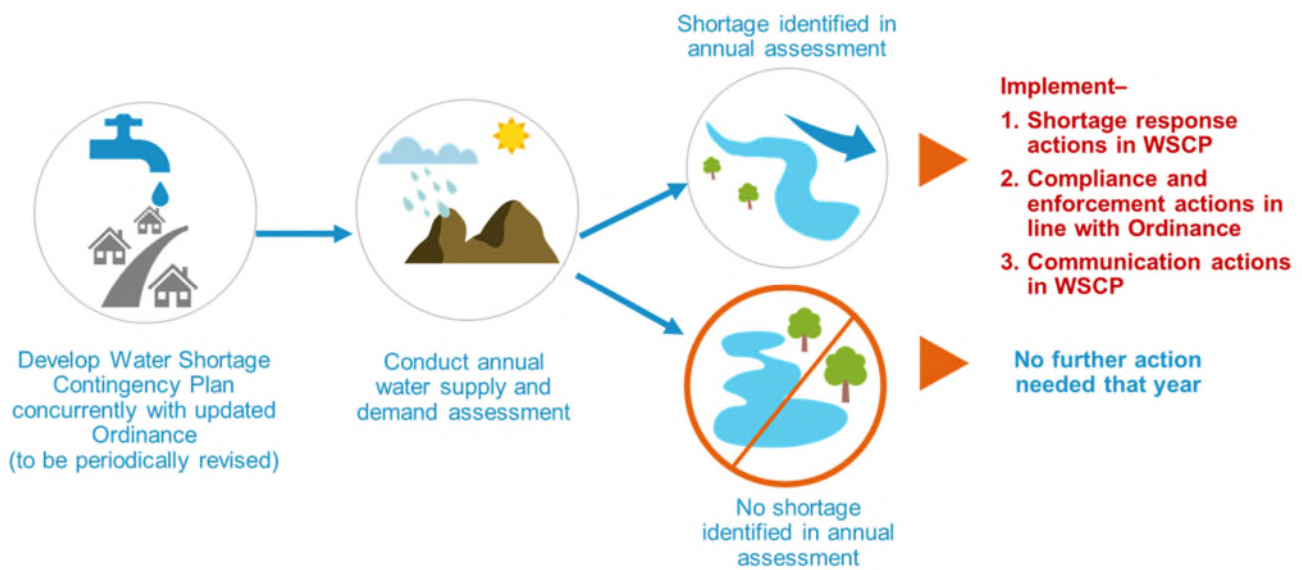 Develop Water Shortage
Contingency Plan
concurrently with updated
Ordinance
(to be periodically revised)
Conduct annual
water supply and
demand assessment
Shortage identified in
annual assessment
Implement–
1. Shortage response
actions in WSCP
2. Compliance and
enforcement actions in
line with Ordinance
3. Communication actions
in WSCP
No shortage
identified in annual
assessment
No further action
needed that year